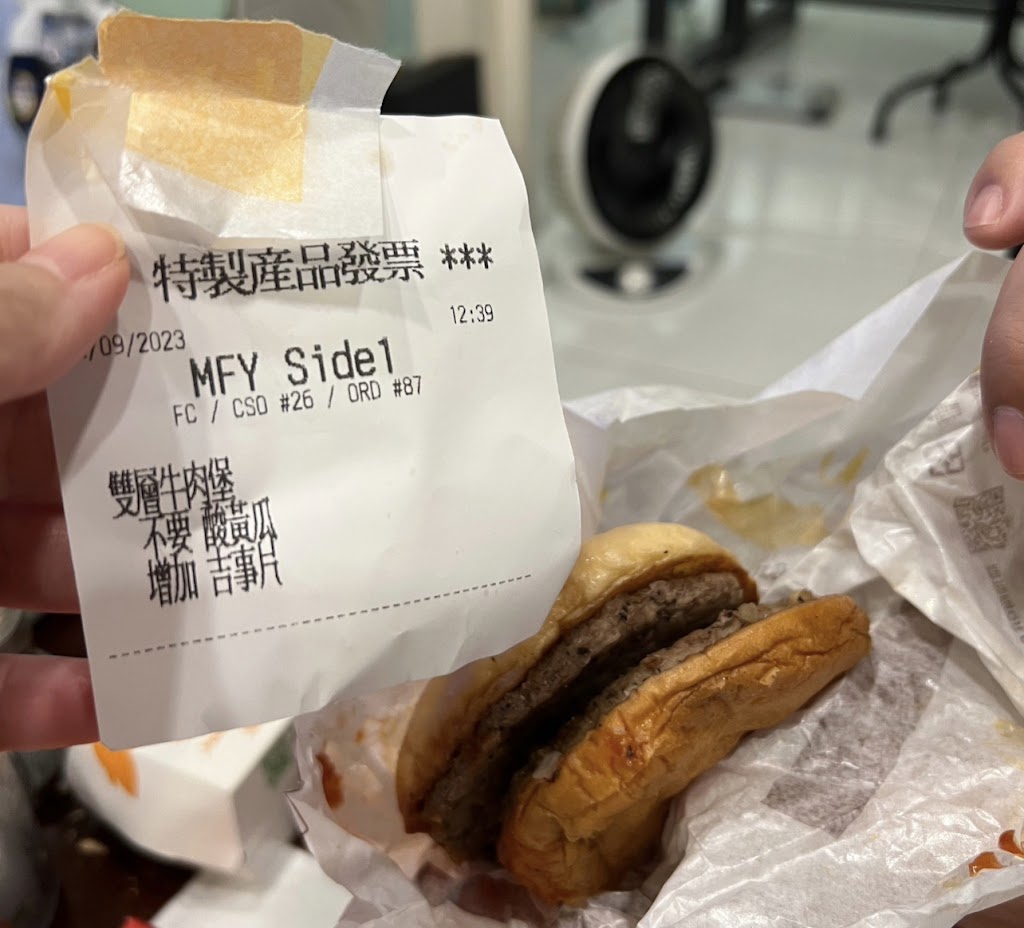 特製產品發票 ***
/09/2023 12:39
MFY Side1
FC / CSO #26 / ORD #87
雙層牛肉堡
不要 酸黃瓜
增加 吉事片